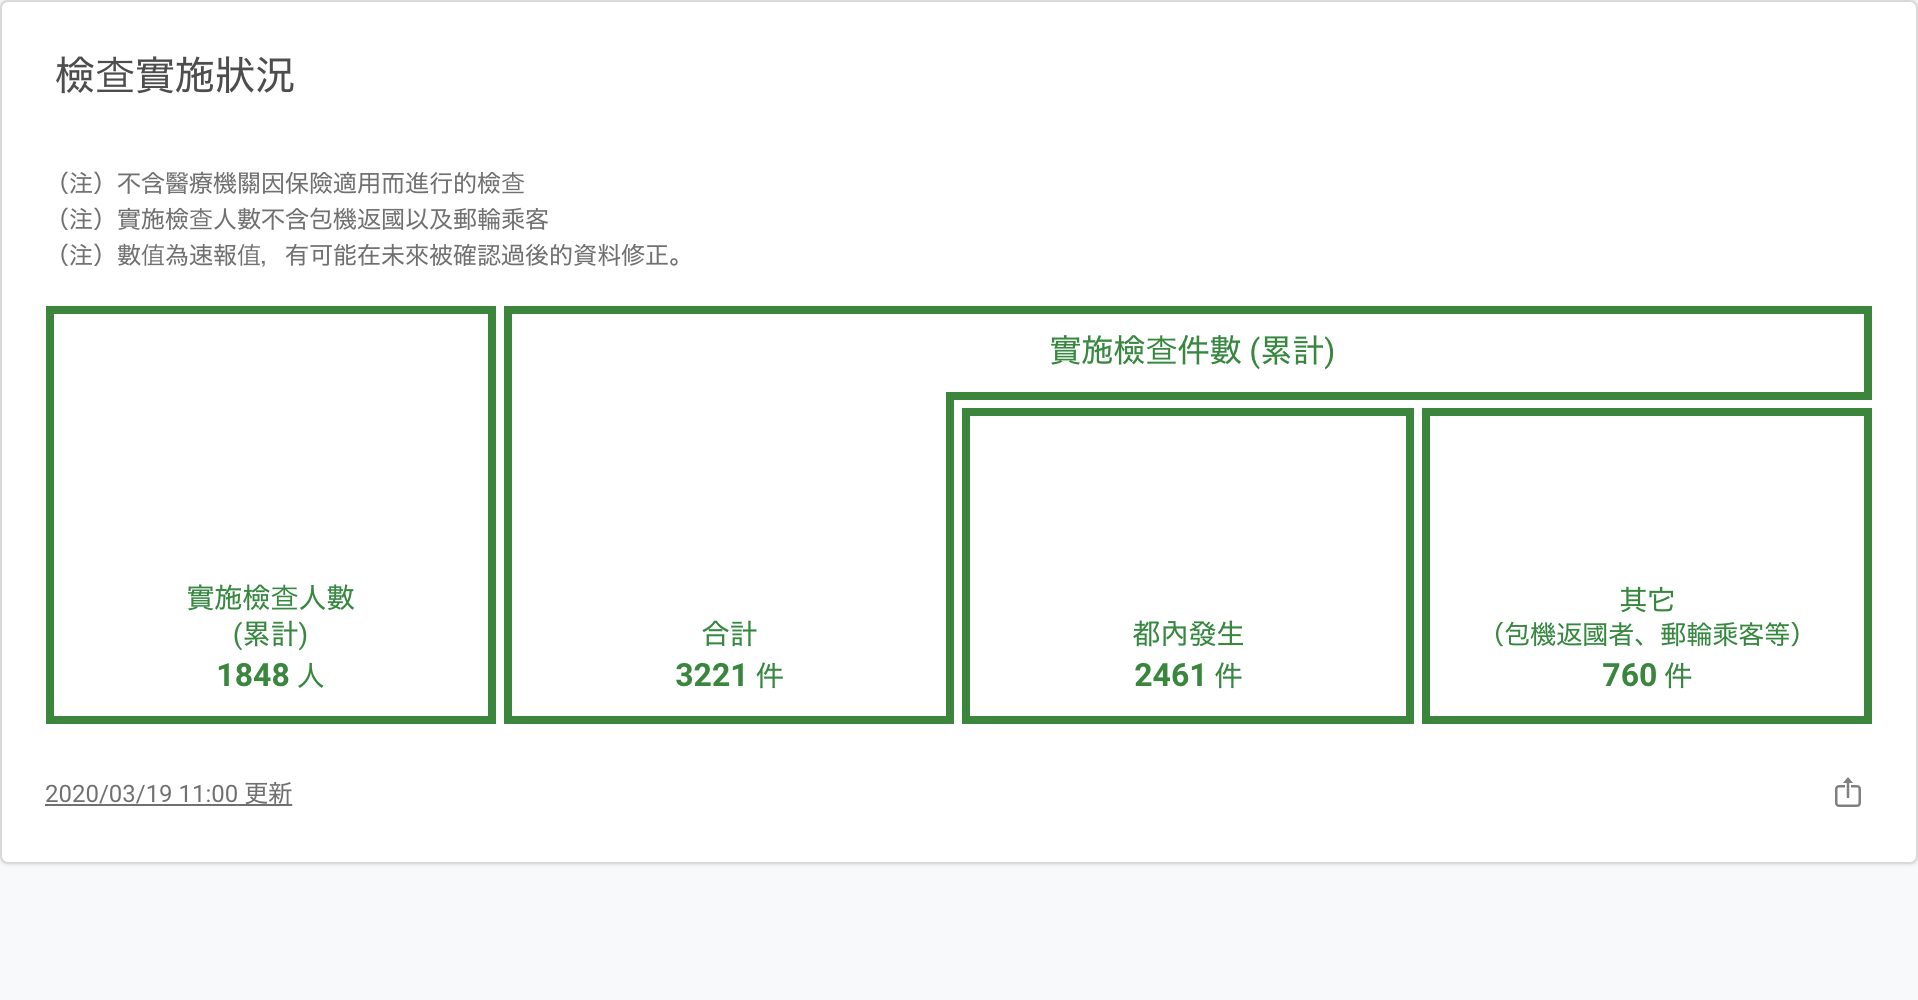 檢查實施狀況
（注）不含醫療機關因保險適用而進行的檢查
（注）實施檢查人數不含包機返國以及郵輪乘客
（注）數值為速報值，有可能在未來被確認過後的資料修正。
實施檢查人數
(累計)
1848 人
實施檢查件數 (累計)
合計
3221 件
都內發生
2461 件
其它
（包機返國者、郵輪乘客等）
760 件
2020/03/19 11:00 更新